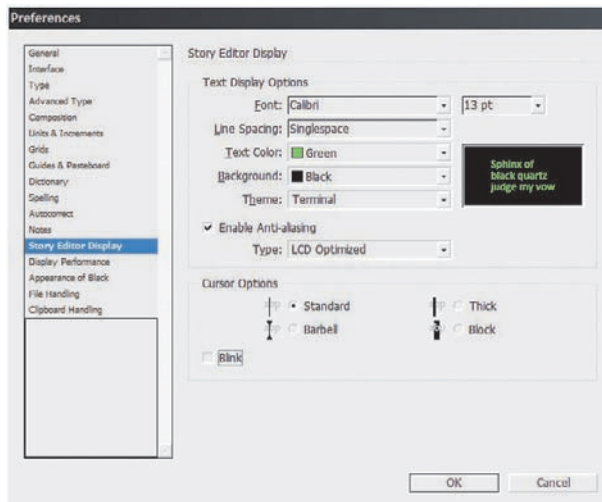 Preferences
General
Interface
Type
Advanced Type
Composition
Units & Increments
Grids
Guides & Pasteboard
Dictionary
Spelling
Autocorrect
Notes
Story Editor Display
Display Performance
Appearance of Black
File Handling
Clipboard Handling
Story Editor Display
Text Display Options
Font: Calibri 13 pt
Line Spacing: Singlespace
Text Color: Green
Background: Black
Theme: Terminal
Sphinx of
black quartz
judge my vow
Enable Anti-aliasing
Type: LCD Optimized
Cursor Options
Standard Thick
Barbell Block
Blink
OK Cancel